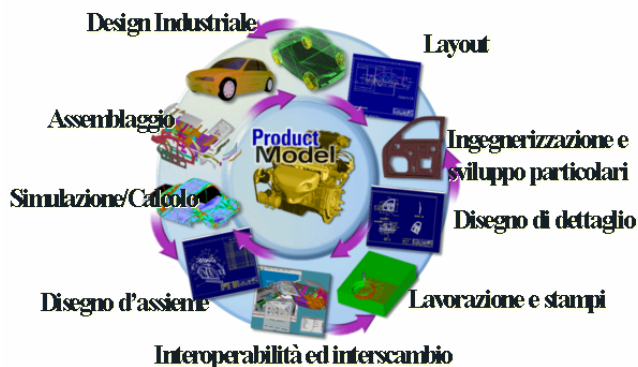 Design Industriale
Layout
Assemblaggio
Product
Model
Ingegnerizzazione e
sviluppo particolari
Simulazione/Calcolo
Disegno di dettaglio
Disegno d'assieme
Lavorazione e stampi
Interoperabilità ed interscambio